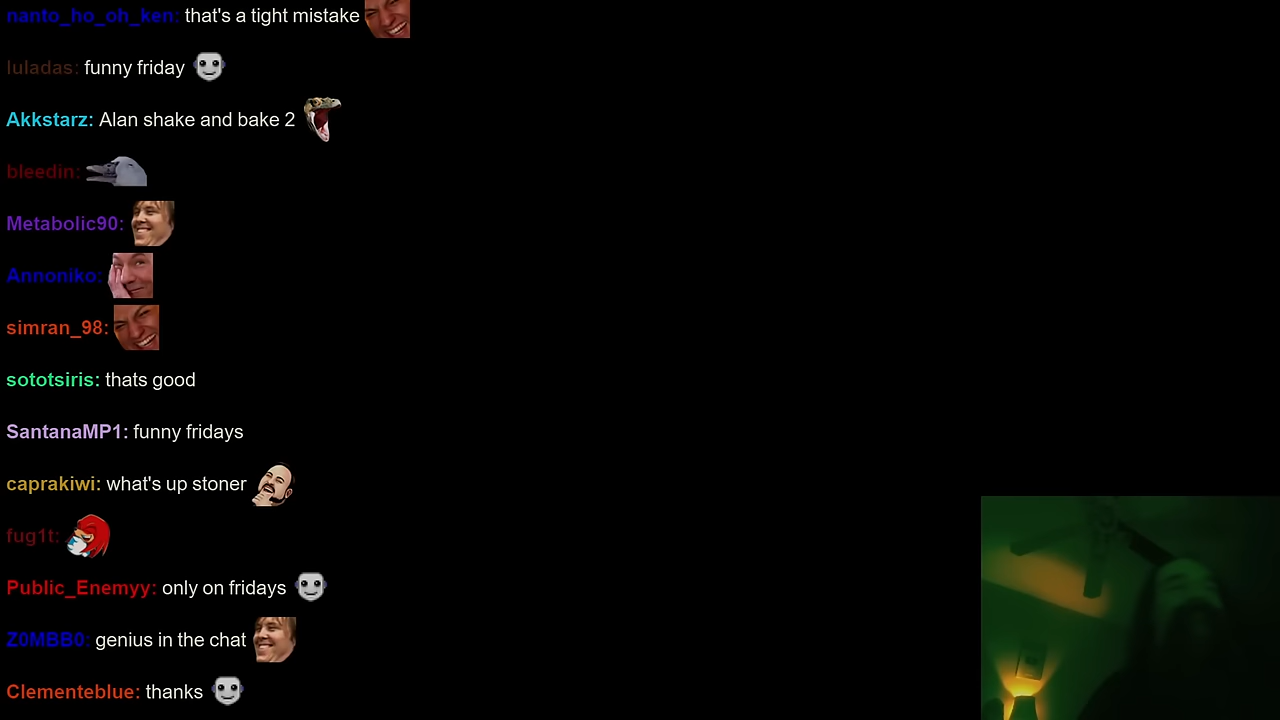 nanto_ho_oh_ken: that's a tight mistake
luladas: funny friday
Akkstarz: Alan shake and bake 2
bleedin:
Metabolic90:
Annoniko:
simran_98:
sototsiris: thats good
SantanaMP1: funny fridays
caprakiwi: what's up stoner
fug1t:
Public_Enemyy: only on fridays
Z0MBB0: genius in the chat
Clementeblue: thanks